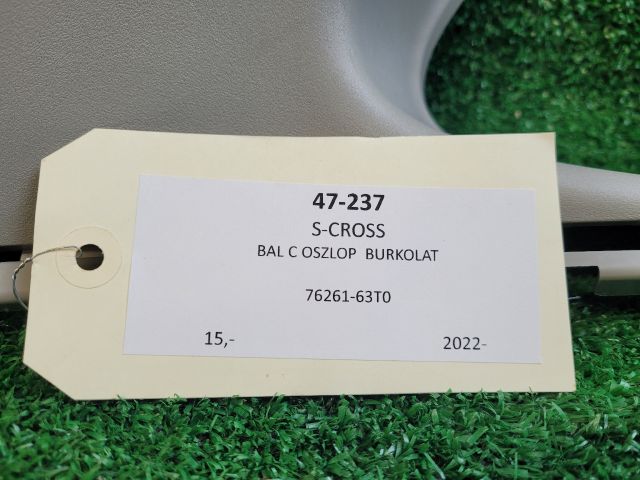 47-237
S-CROSS
BAL C OSZLOP BURKOLAT
76261-63T0
15,- 2022-